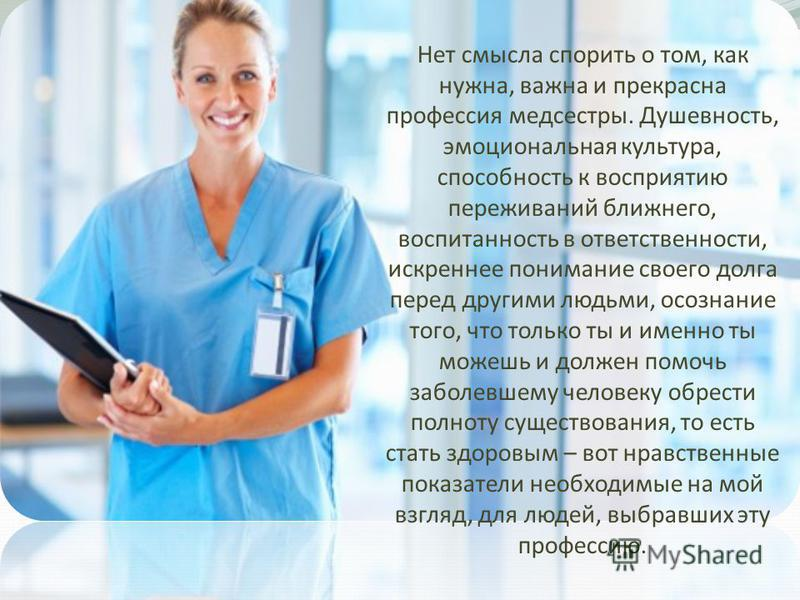 Нет смысла спорить о том, как
нужна, важна и прекрасна
профессия медсестры. Душевность,
эмоциональная культура,
способность к восприятию
переживаний ближнего,
воспитанность в ответственности,
искреннее понимание своего долга
перед другими людьми, осознание
того, что только ты и именно ты
можешь и должен помочь
заболевшему человеку обрести
полноту существования, то есть
стать здоровым – вот нравственные
показатели необходимые на мой
взгляд, для людей, выбравших эту
профессию.
MyShared